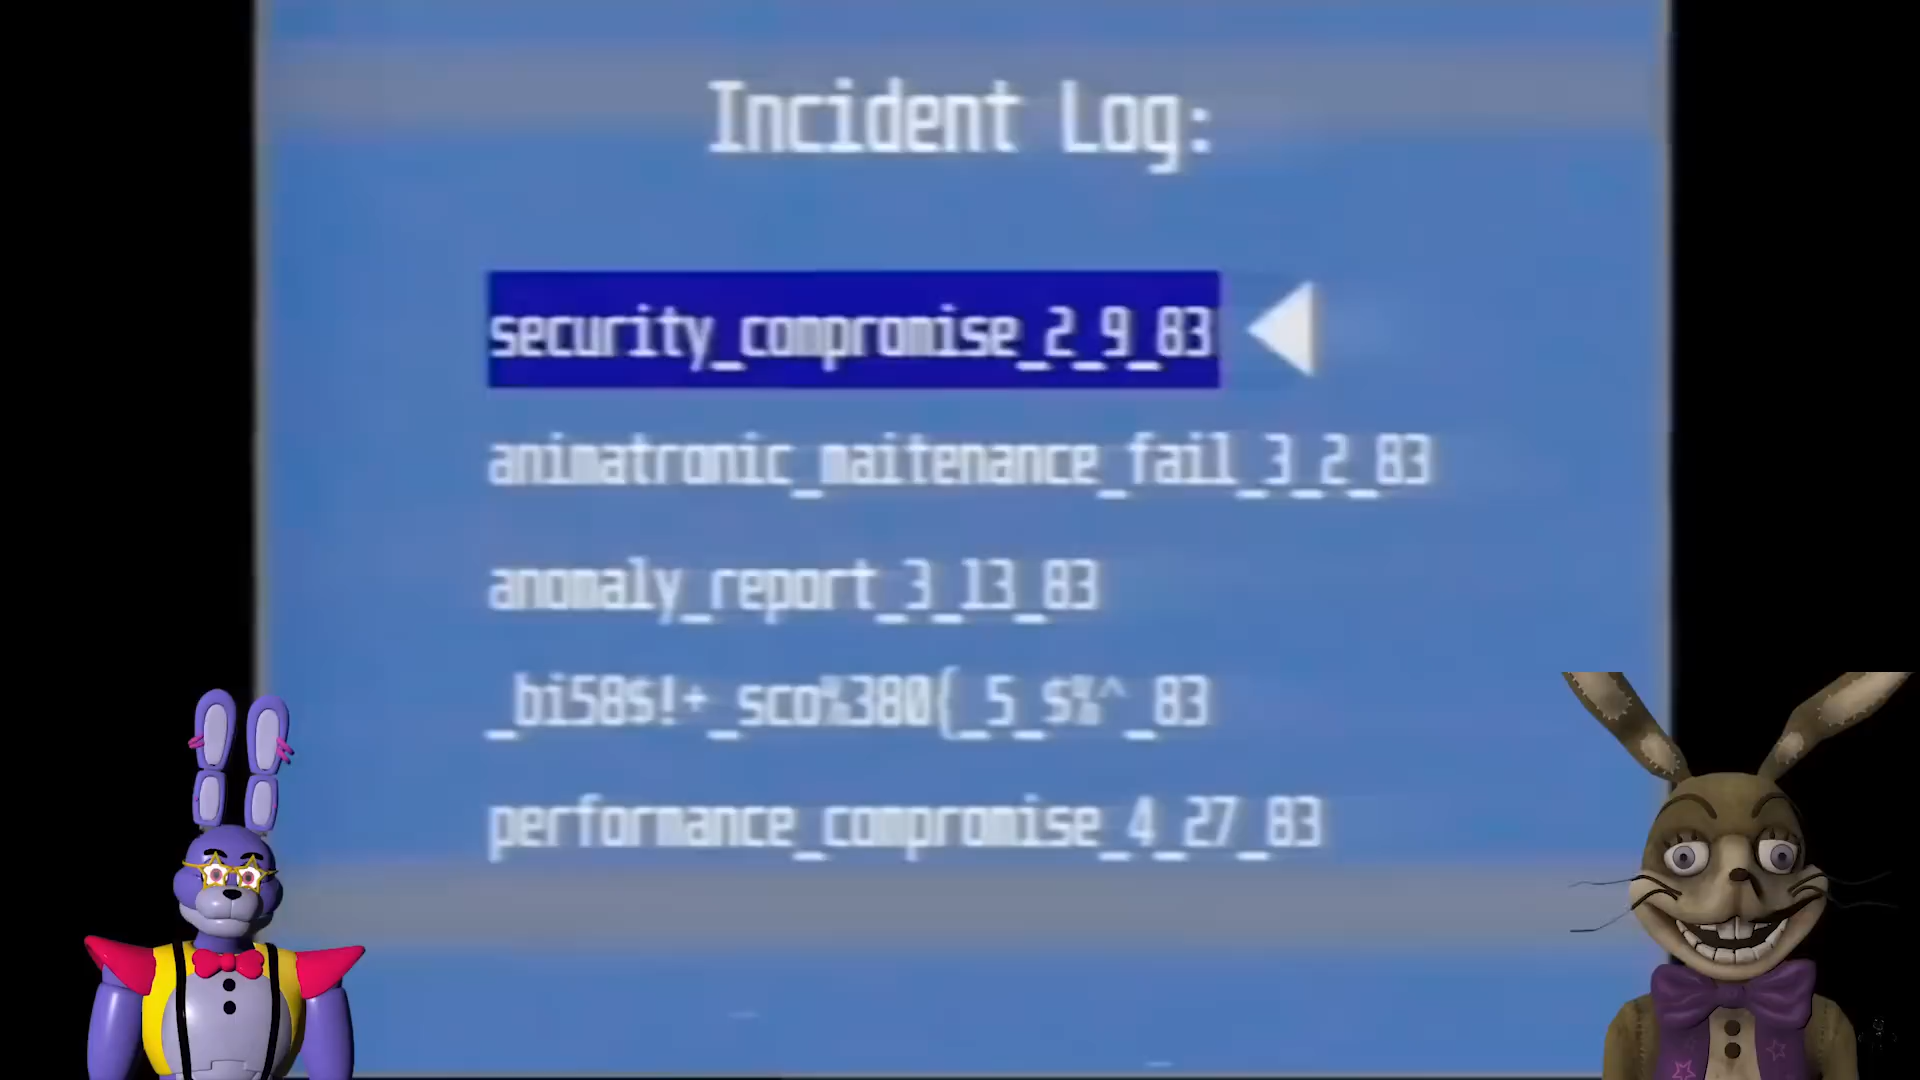 Incident Log:
security_compromise_2_9_83
animatronic_maitenance_fail_3_2_83
anomaly_report_3_13_83
_bi58$!+_sco%380{_5_$%^_83
performance_compromise_4_27_83